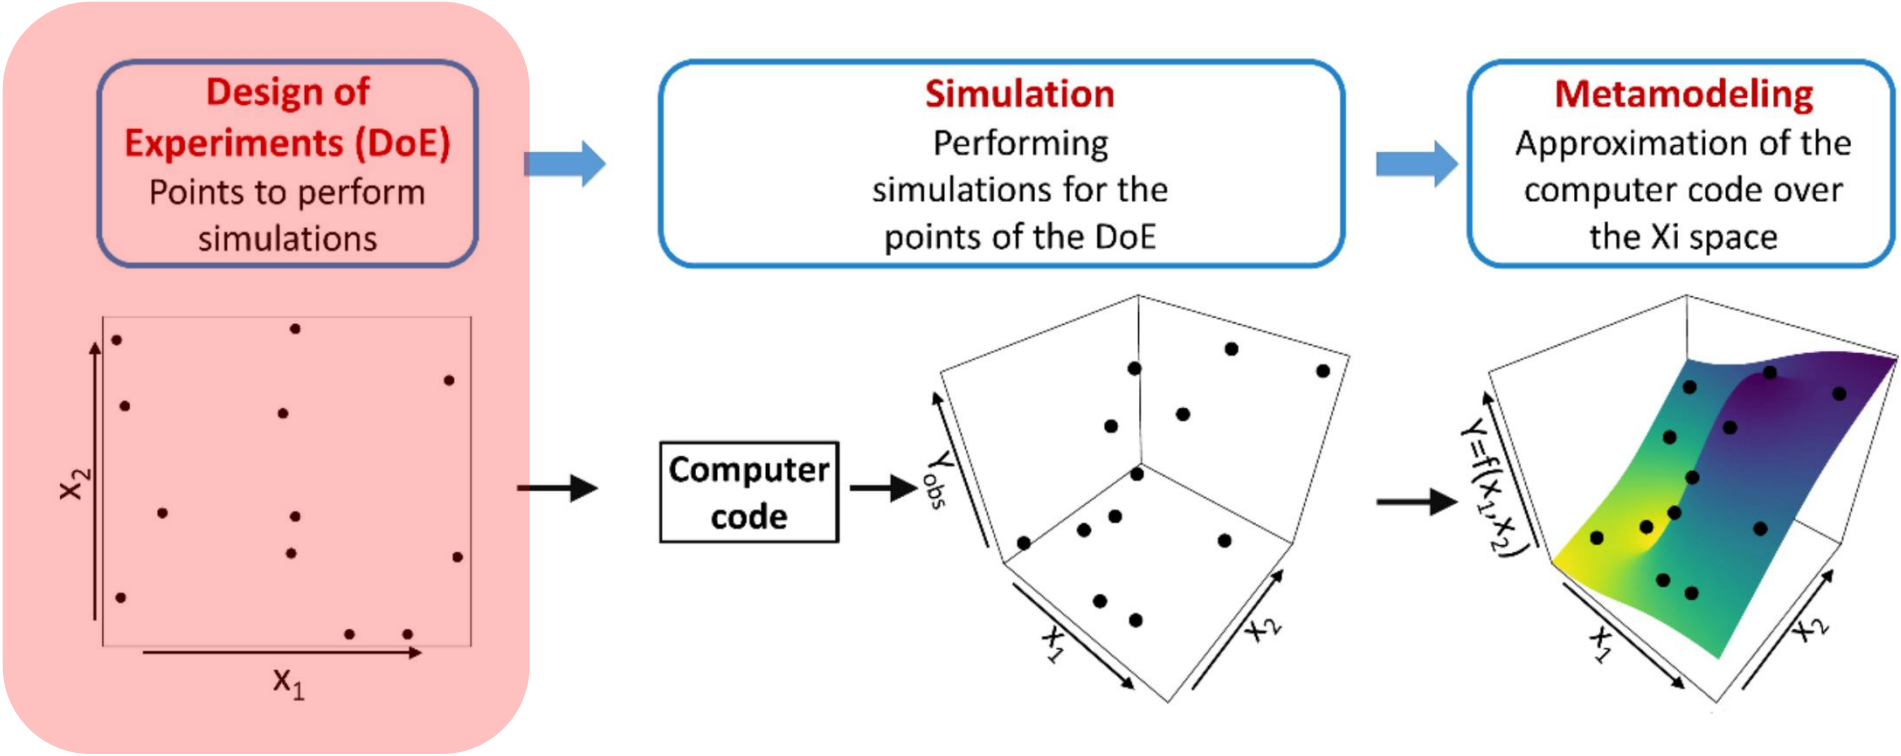 Design of
Experiments (DoE)
Points to perform
simulations
Simulation
Performing
simulations for the
points of the DoE
Metamodeling
Approximation of the
computer code over
the Xi space
X2
X1
Computer
code
Yobs
X1
X2
Y=f(X1,X2)
X1
X2